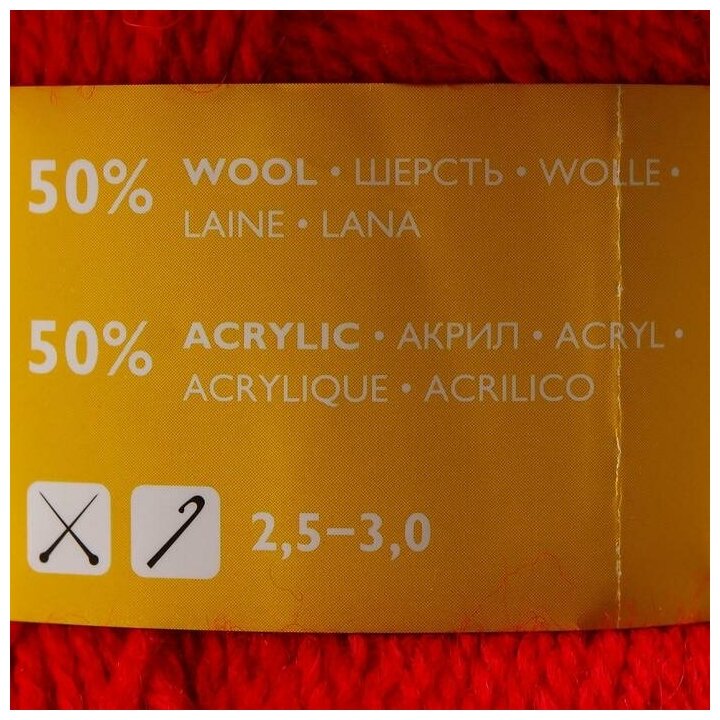 50% WOOL • ШЕРСТЬ • WOLLE •
LAINE • LANA
50% ACRYLIC • АКРИЛ • ACRYL •
ACRYLIQUE • ACRILICO
2,5–3,0